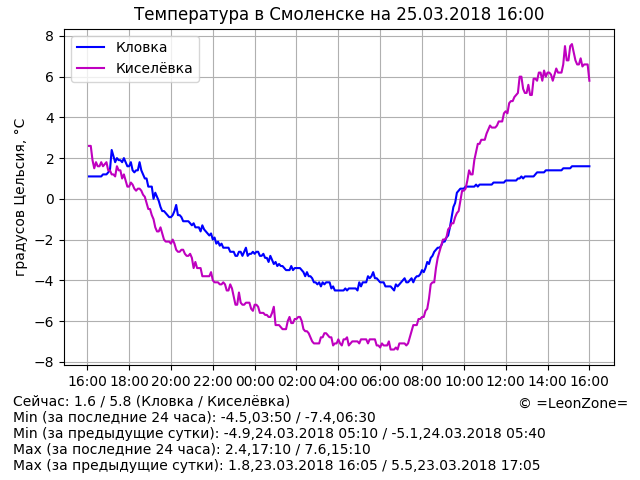 Температура в Смоленске на 25.03.2018 16:00
Кловка
Киселёвка
градусов Цельсия, °C
8
6
4
2
0
−2
−4
−6
−8
16:00 18:00 20:00 22:00 00:00 02:00 04:00 06:00 08:00 10:00 12:00 14:00 16:00
Сейчас: 1.6 / 5.8 (Кловка / Киселёвка)
© =LeonZone=
Min (за последние 24 часа): -4.5,03:50 / -7.4,06:30
Min (за предыдущие сутки): -4.9,24.03.2018 05:10 / -5.1,24.03.2018 05:40
Max (за последние 24 часа): 2.4,17:10 / 7.6,15:10
Max (за предыдущие сутки): 1.8,23.03.2018 16:05 / 5.5,23.03.2018 17:05